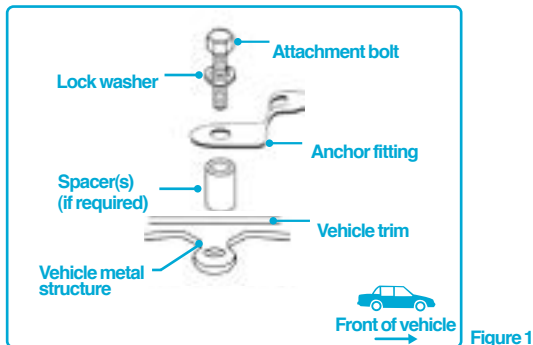 Attachment bolt
Lock washer
Anchor fitting
Spacer(s)
(if required)
Vehicle trim
Vehicle metal
structure
Front of vehicle
Figure 1